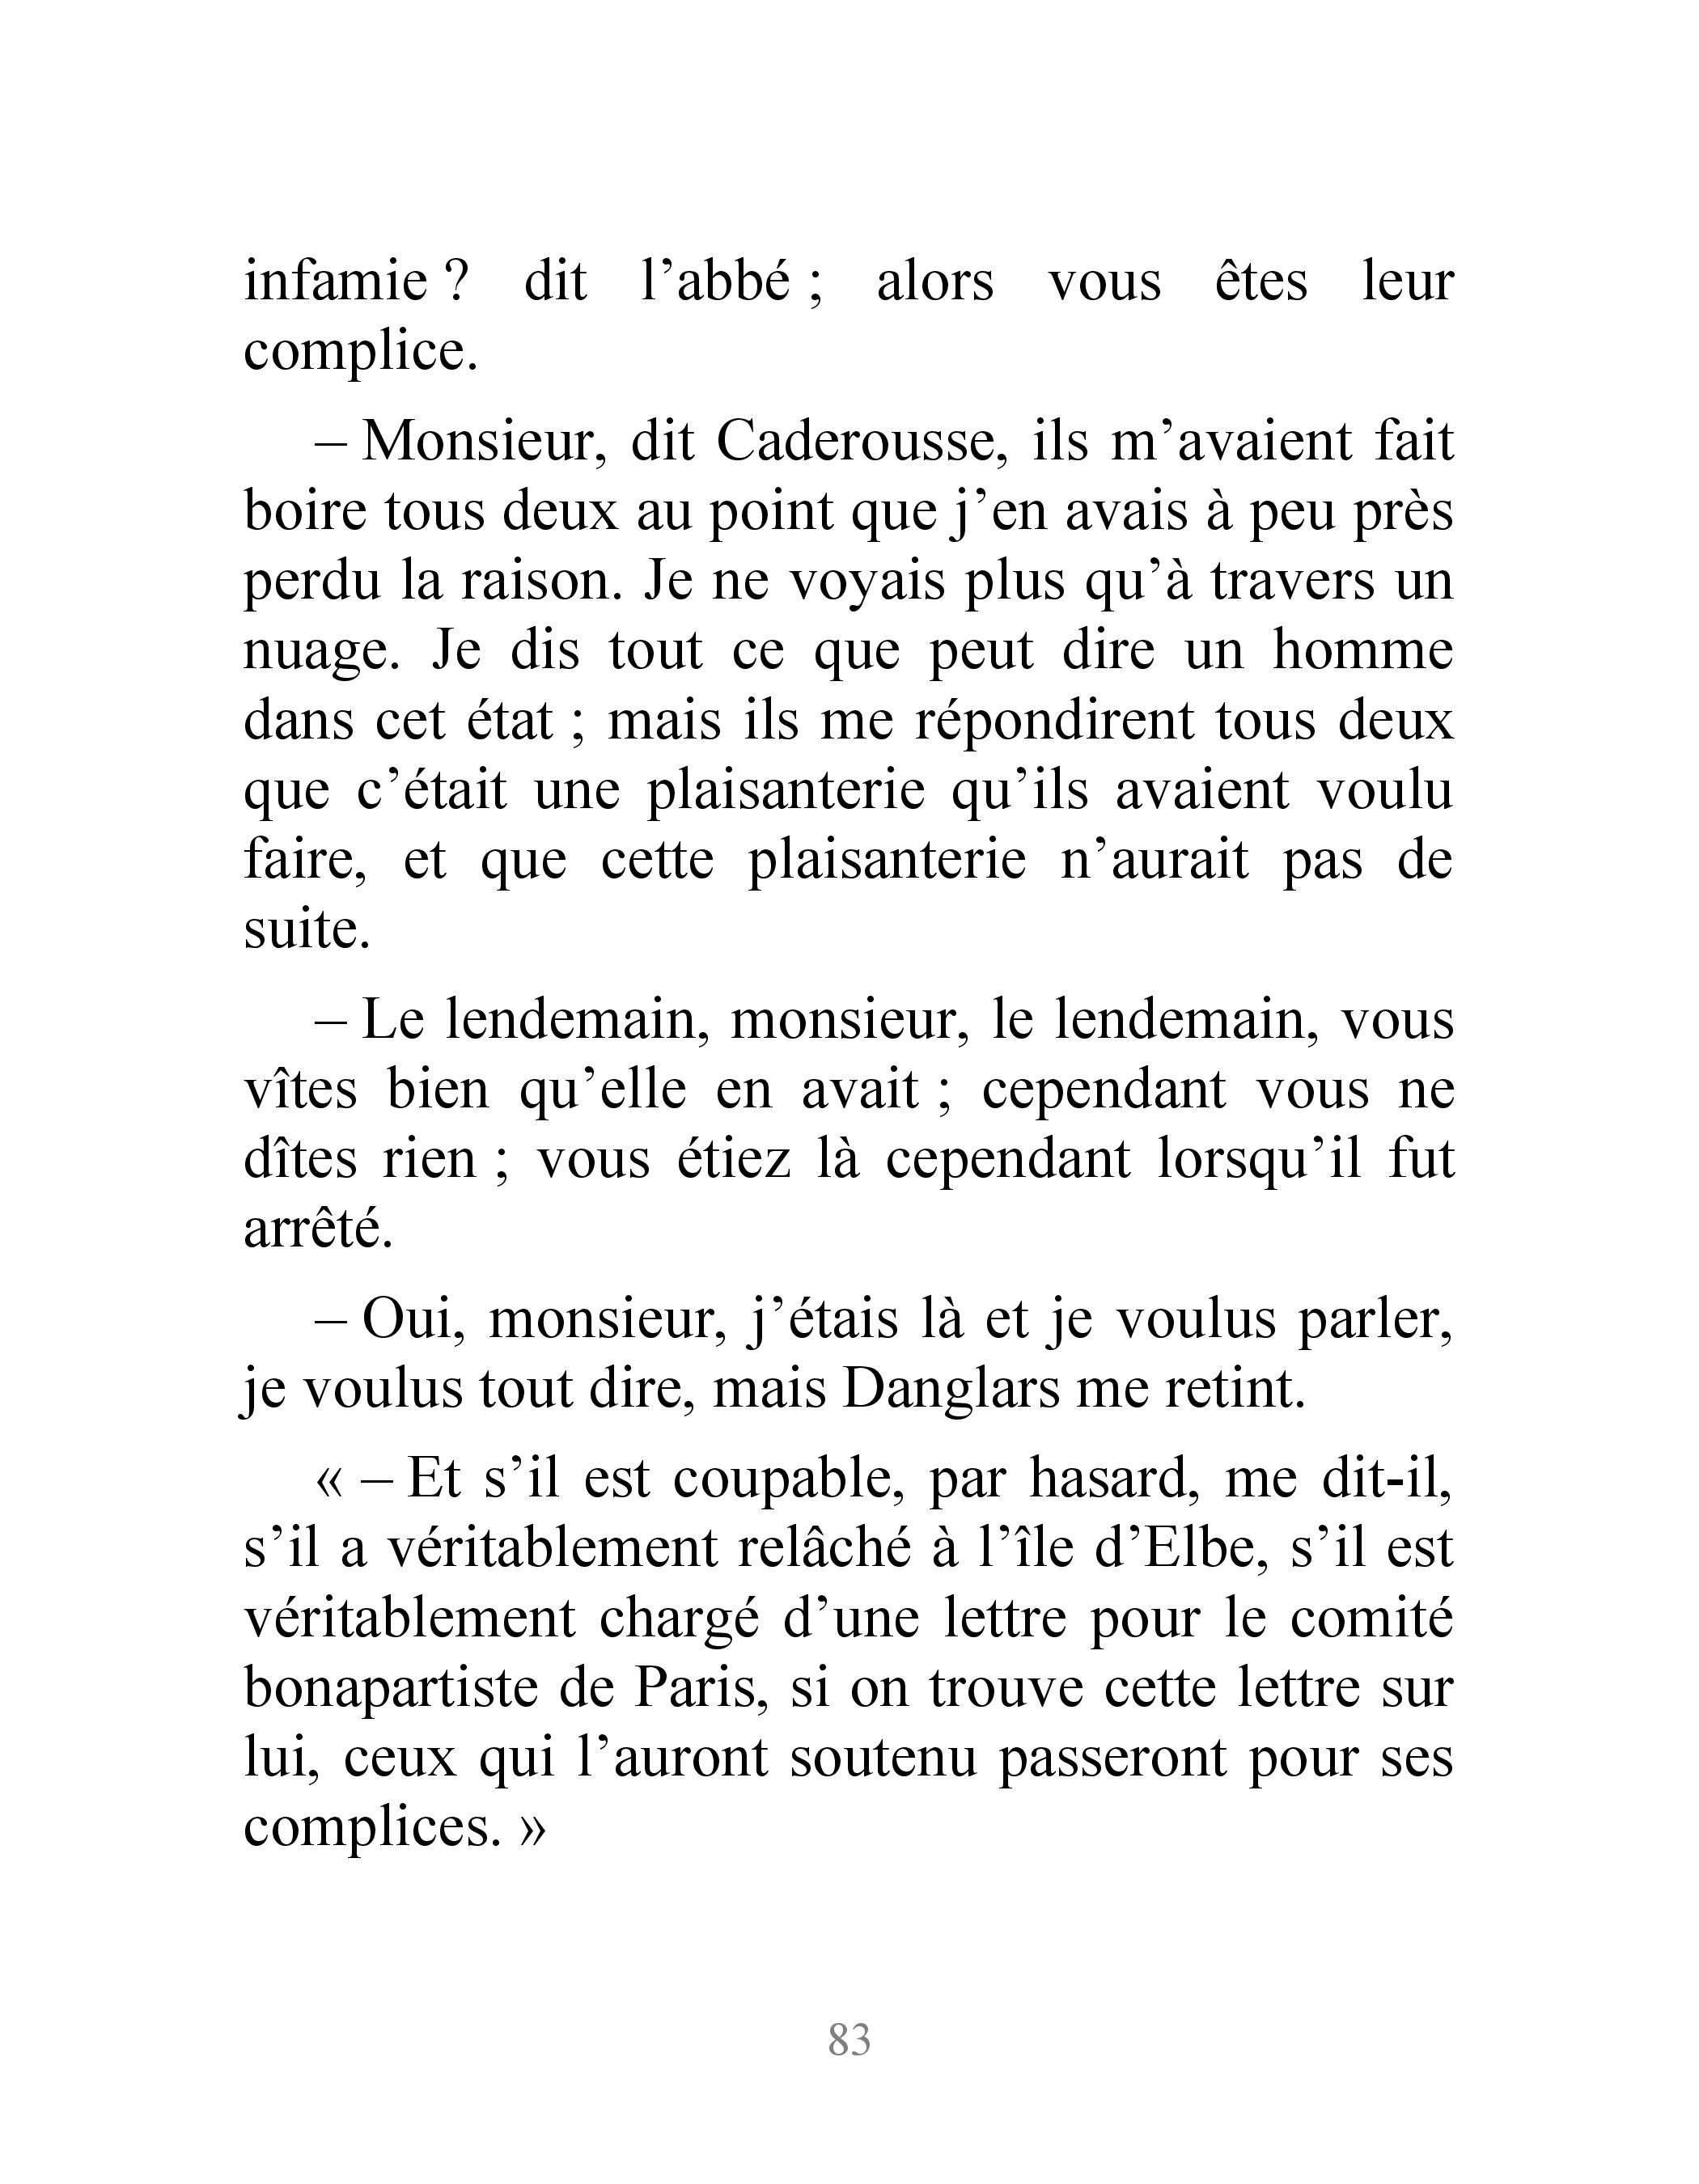 infamie ? dit l’abbé ; alors vous êtes leur
complice.
– Monsieur, dit Caderousse, ils m’avaient fait
boire tous deux au point que j’en avais à peu près
perdu la raison. Je ne voyais plus qu’à travers un
nuage. Je dis tout ce que peut dire un homme
dans cet état ; mais ils me répondirent tous deux
que c’était une plaisanterie qu’ils avaient voulu
faire, et que cette plaisanterie n’aurait pas de
suite.
– Le lendemain, monsieur, le lendemain, vous
vîtes bien qu’elle en avait ; cependant vous ne
dîtes rien ; vous étiez là cependant lorsqu’il fut
arrêté.
– Oui, monsieur, j’étais là et je voulus parler,
je voulus tout dire, mais Danglars me retint.
« – Et s’il est coupable, par hasard, me dit-il,
s’il a véritablement relâché à l’île d’Elbe, s’il est
véritablement chargé d’une lettre pour le comité
bonapartiste de Paris, si on trouve cette lettre sur
lui, ceux qui l’auront soutenu passeront pour ses
complices. »
83